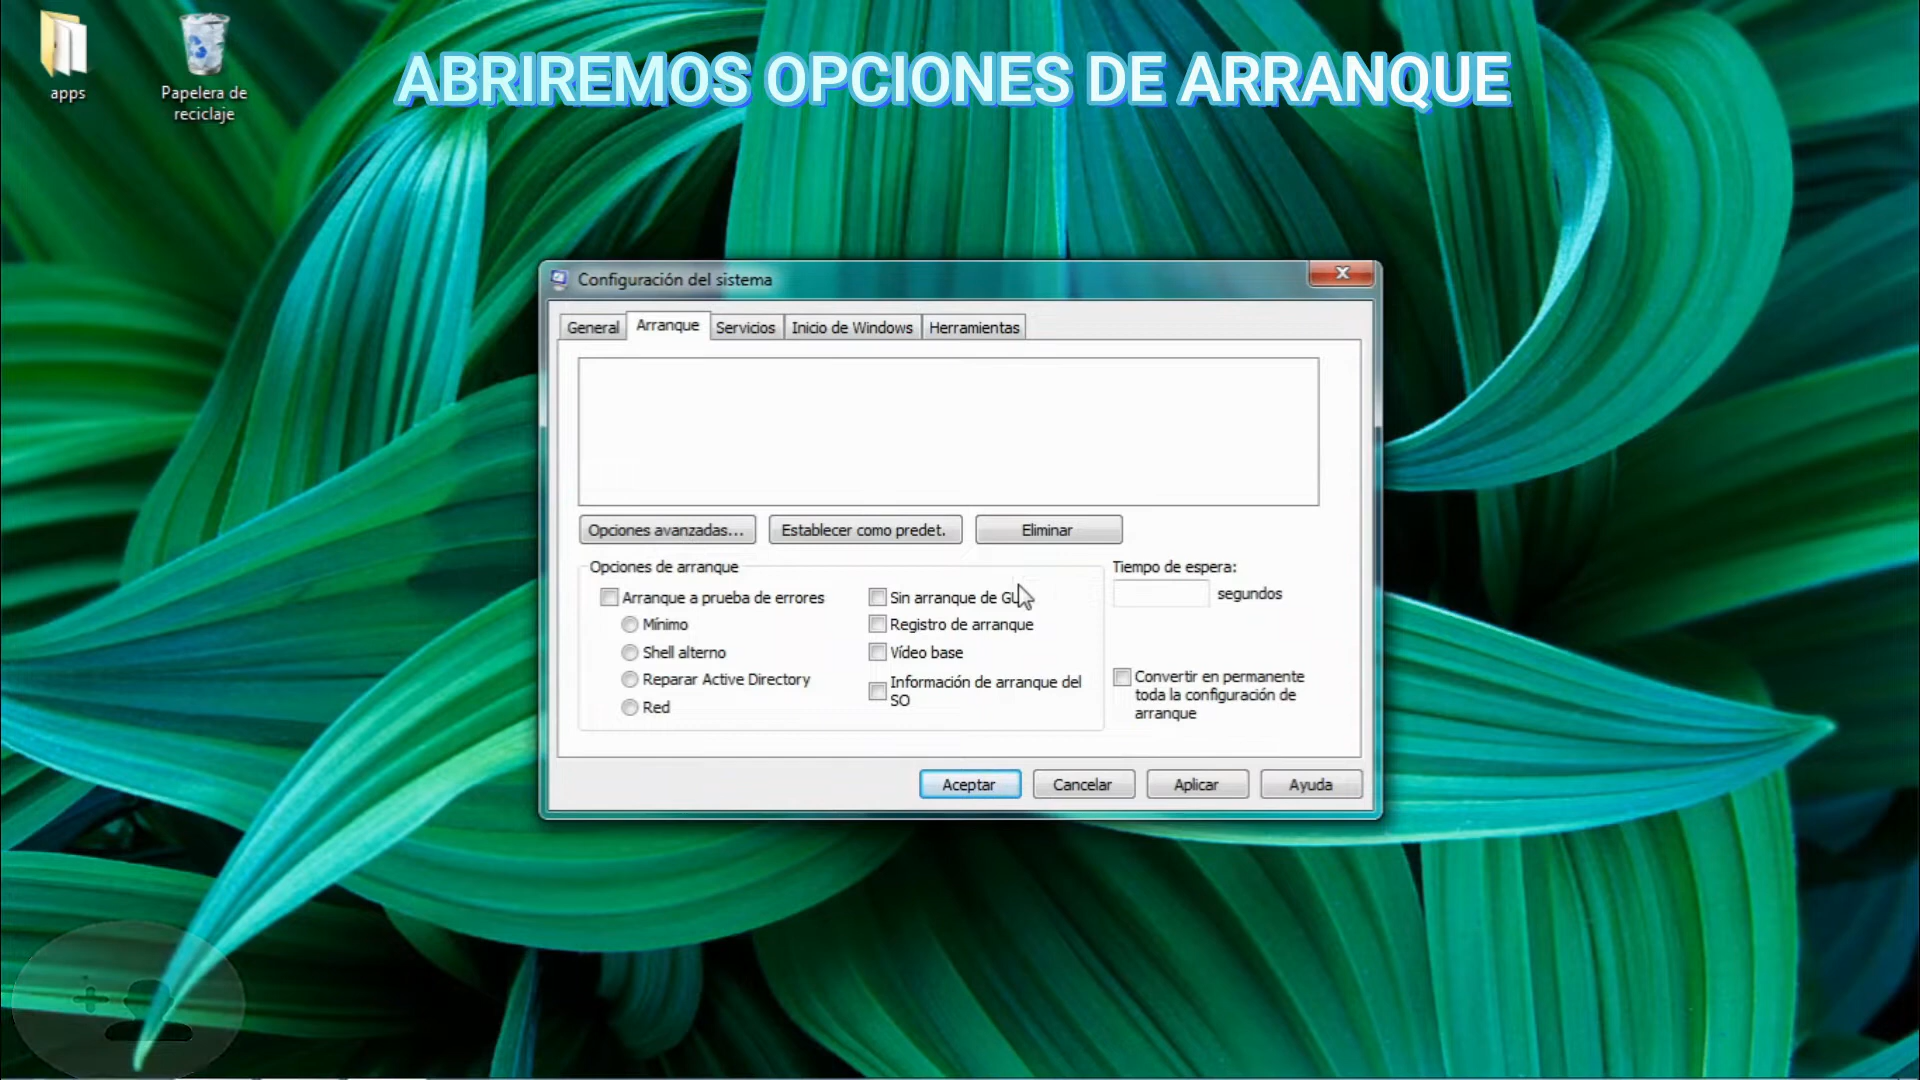 apps
Papelera de
reciclaje
ABRIREMOS OPCIONES DE ARRANQUE
Configuración del sistema
General
Arranque
Servicios
Inicio de Windows
Herramientas
Opciones avanzadas...
Establecer como predet.
Eliminar
Opciones de arranque
Arranque a prueba de errores
Mínimo
Shell alterno
Reparar Active Directory
Red
Sin arranque de
Registro de arranque
Vídeo base
Información de arranque del
SO
Tiempo de espera:
segundos
Convertir en permanente
toda la configuración de
arranque
Aceptar
Cancelar
Aplicar
Ayuda